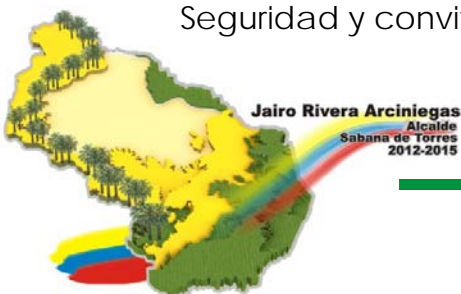 Seguridad y convi
Jairo Rivera Arciniegas
Alcalde
Sabana de Torres
2012-2015